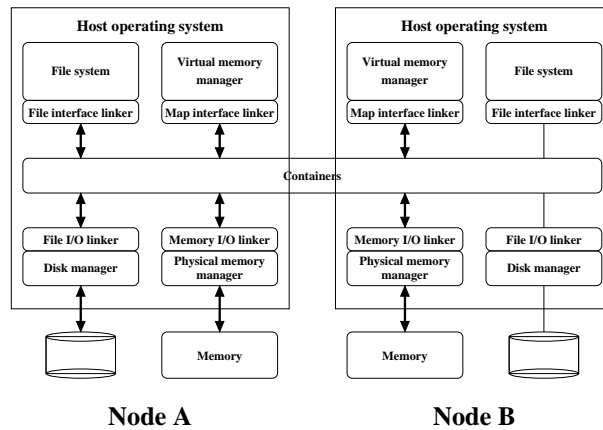 Host operating system
File system
Virtual memory
manager
File interface linker
Map interface linker
Host operating system
Virtual memory
manager
File system
Map interface linker
File interface linker
Containers
File I/O linker
Disk manager
Memory I/O linker
Physical memory
manager
Memory I/O linker
Physical memory
manager
File I/O linker
Disk manager
Memory
Memory
Node A
Node B